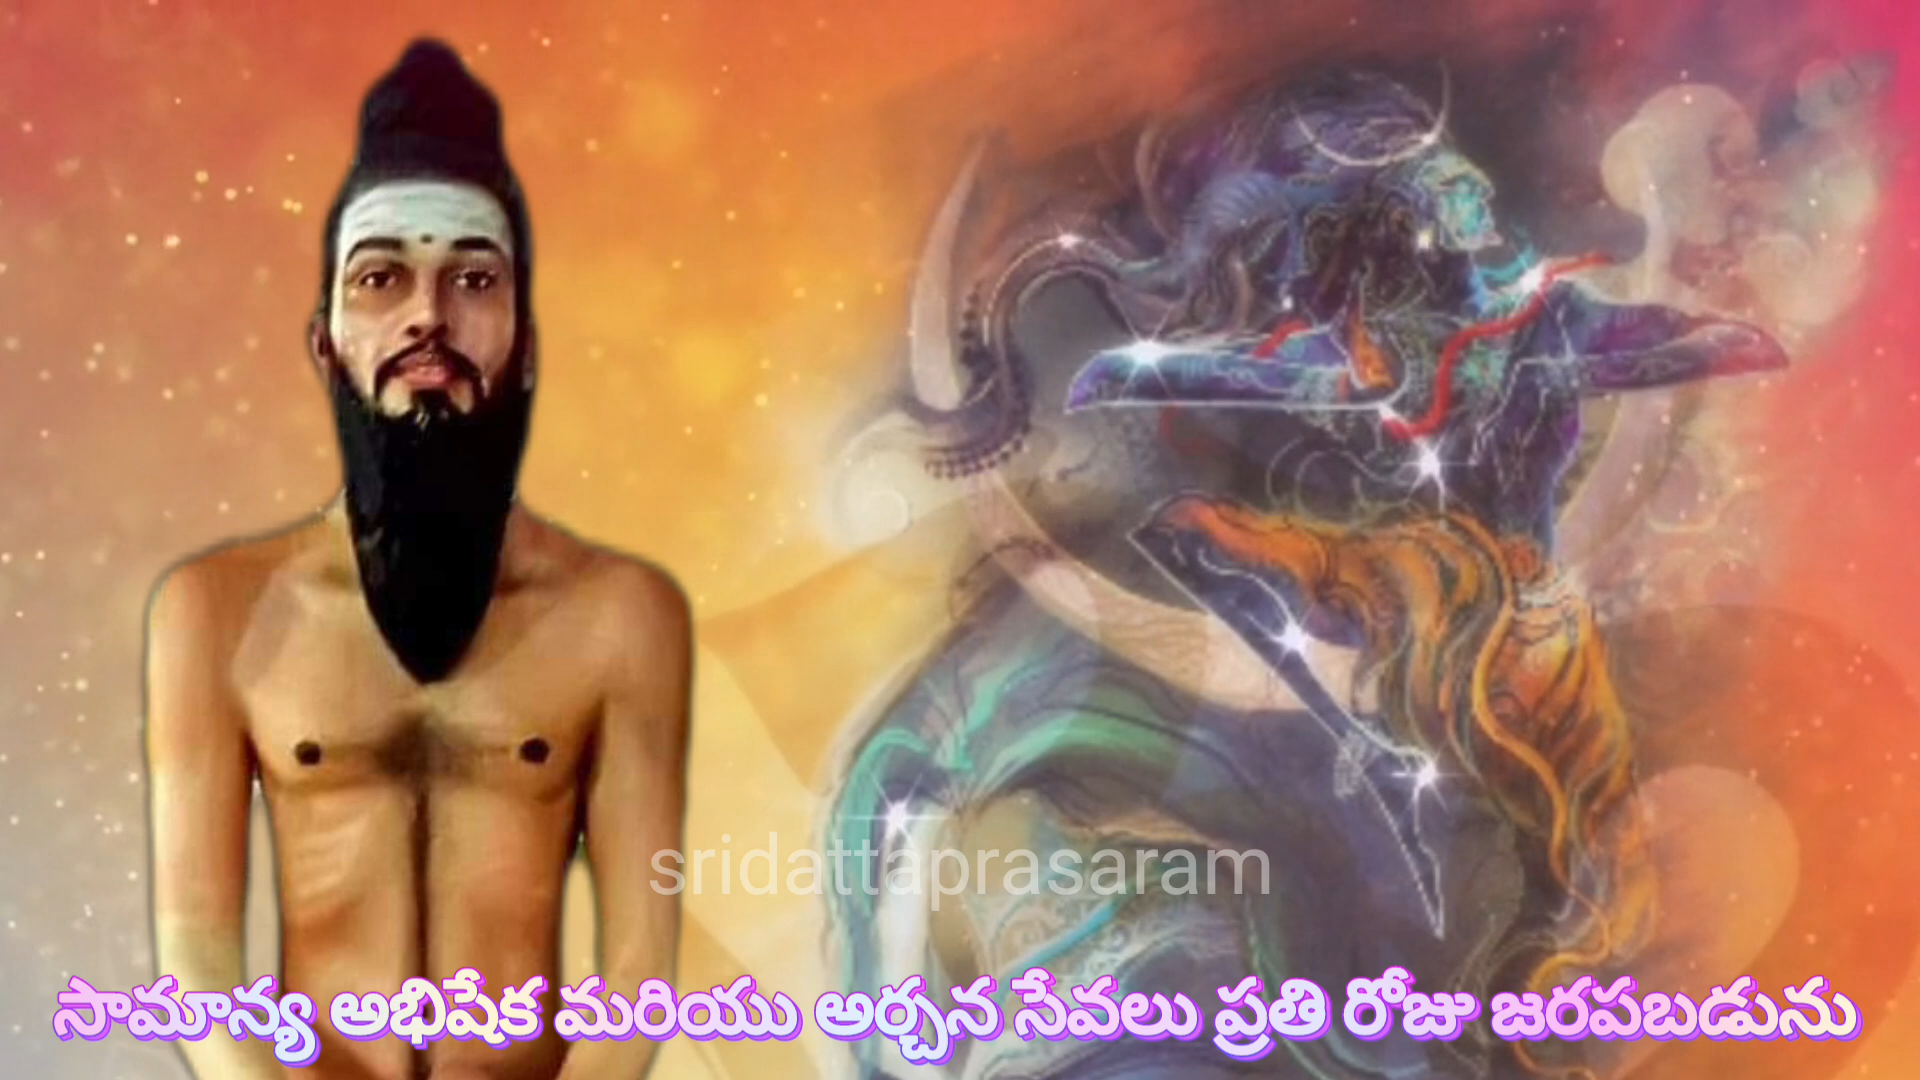 sridattaprasaram
సామాన్య అభిషేక మరియు అర్చన సేవలు ప్రతి రోజు జరపబడును